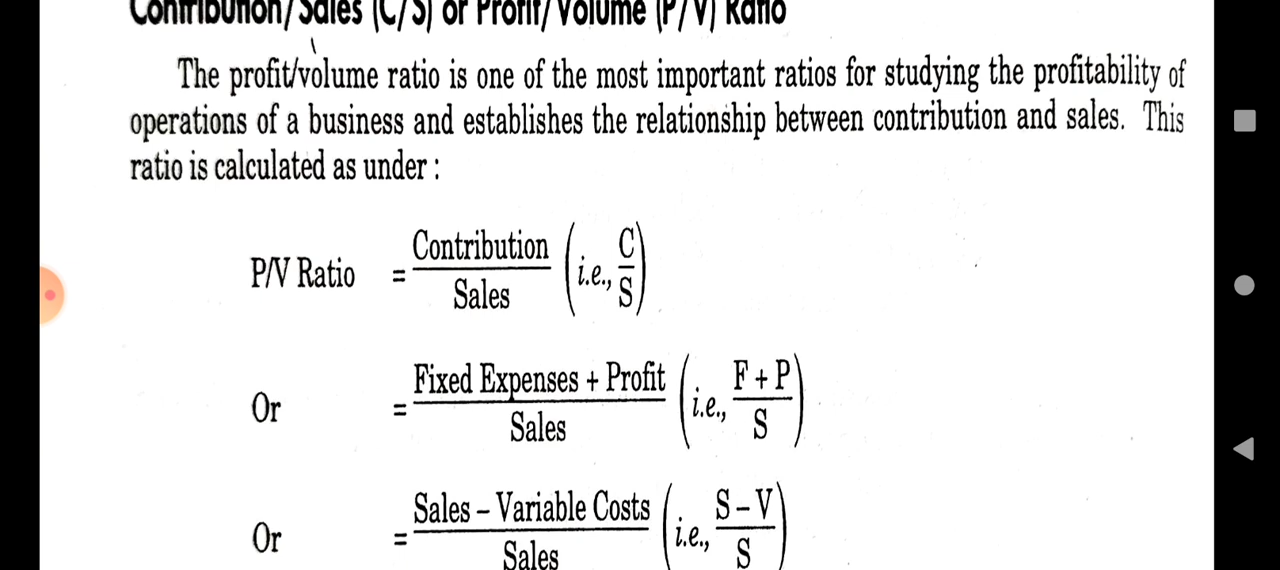 Contribution/Sales (C/S) or Profit/Volume (P/V) Ratio
The profit/volume ratio is one of the most important ratios for studying the profitability of
operations of a business and establishes the relationship between contribution and sales. This
ratio is calculated as under :
P/V Ratio = Contribution / Sales (i.e., C/S)
Or = Fixed Expenses + Profit / Sales (i.e., F + P / S)
Or = Sales – Variable Costs / Sales (i.e., S – V / S)